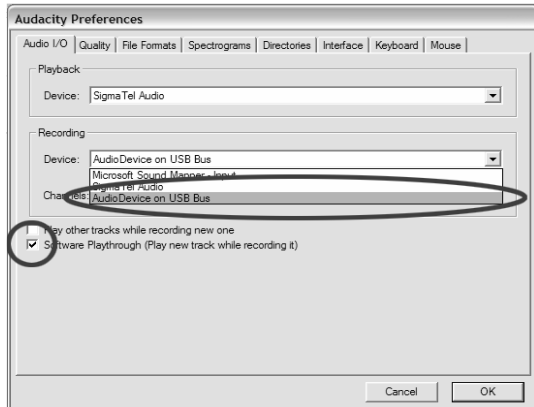 Audacity Preferences
Audio I/O Quality File Formats Spectrograms Directories Interface Keyboard Mouse
Playback
Device: SigmaTel Audio
Recording
Device: AudioDevice on USB Bus
Microsoft Sound Mapper - Input
SigmaTel Audio
Channels: AudioDevice on USB Bus
Play other tracks while recording new one
Software Playthrough (Play new track while recording it)
Cancel OK